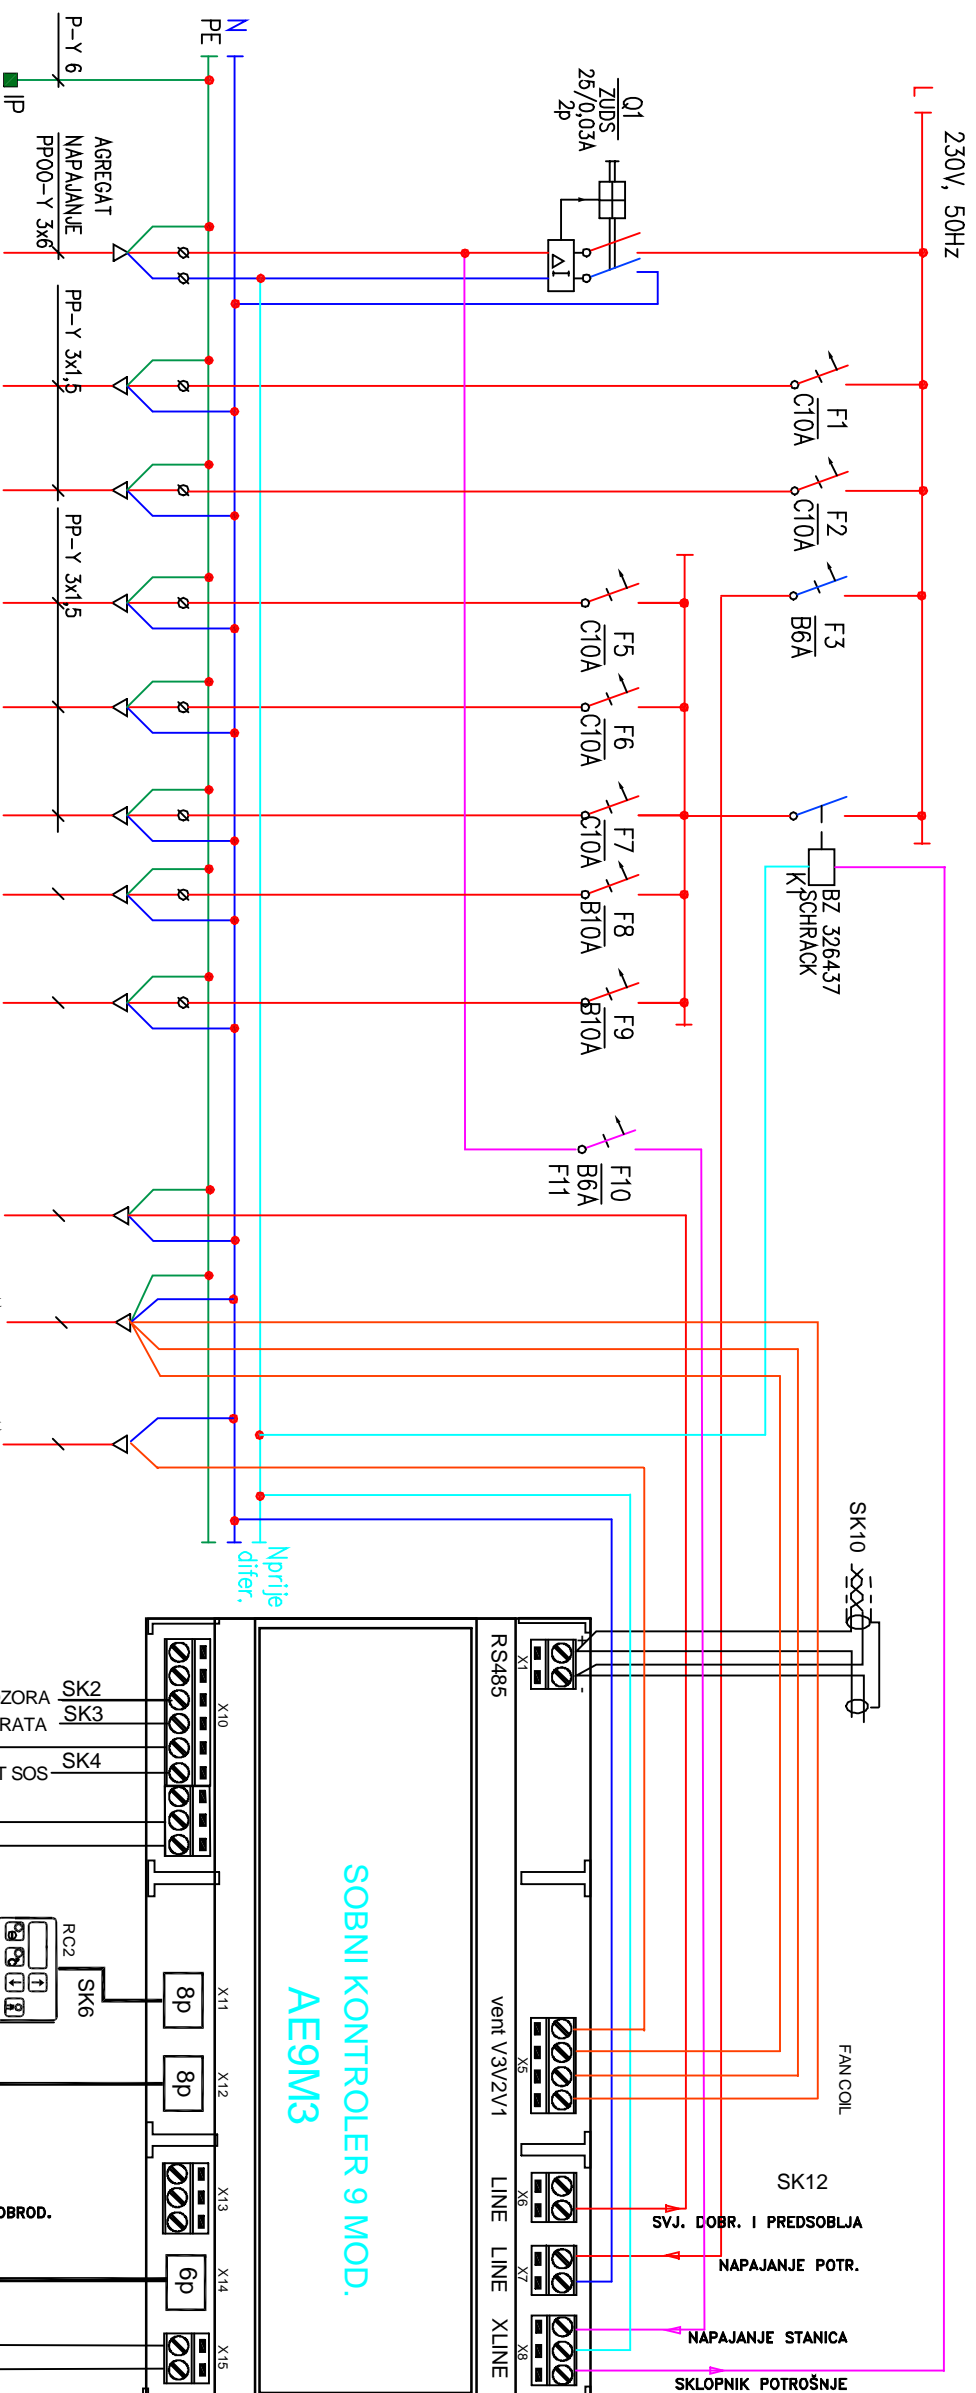 L
230V, 50Hz
Q1
ZUDS
25/0,03A
2p
ΔI
N
PE
P-Y 6
IP
AGREGAT
NAPAJANJE
PP00-Y 3x6
PP-Y 3x1,5
PP-Y 3x1,5
F1
C10A
F2
C10A
F3
B6A
F5
C10A
F6
C10A
F7
C10A
F8
B10A
F9
B10A
K1
BZ 326437
SCHRACK
F10
B6A
F11
Nprije
difer.
SK10
RS485
X1
X10
ZORA SK2
RATA SK3
T SOS SK4
RC2
SK6
8p
X11
8p
X12
X13
6p
X14
X15
OBROD.
SOBNI KONTROLER 9 MOD.
AE9M3
vent V3V2V1
X5
FAN COIL
LINE
X6
LINE
X7
XLINE
X8
SK12
SVJ. DOBR. I PREDSOBLJA
NAPAJANJE POTR.
NAPAJANJE STANICA
SKLOPNIK POTROŠNJE